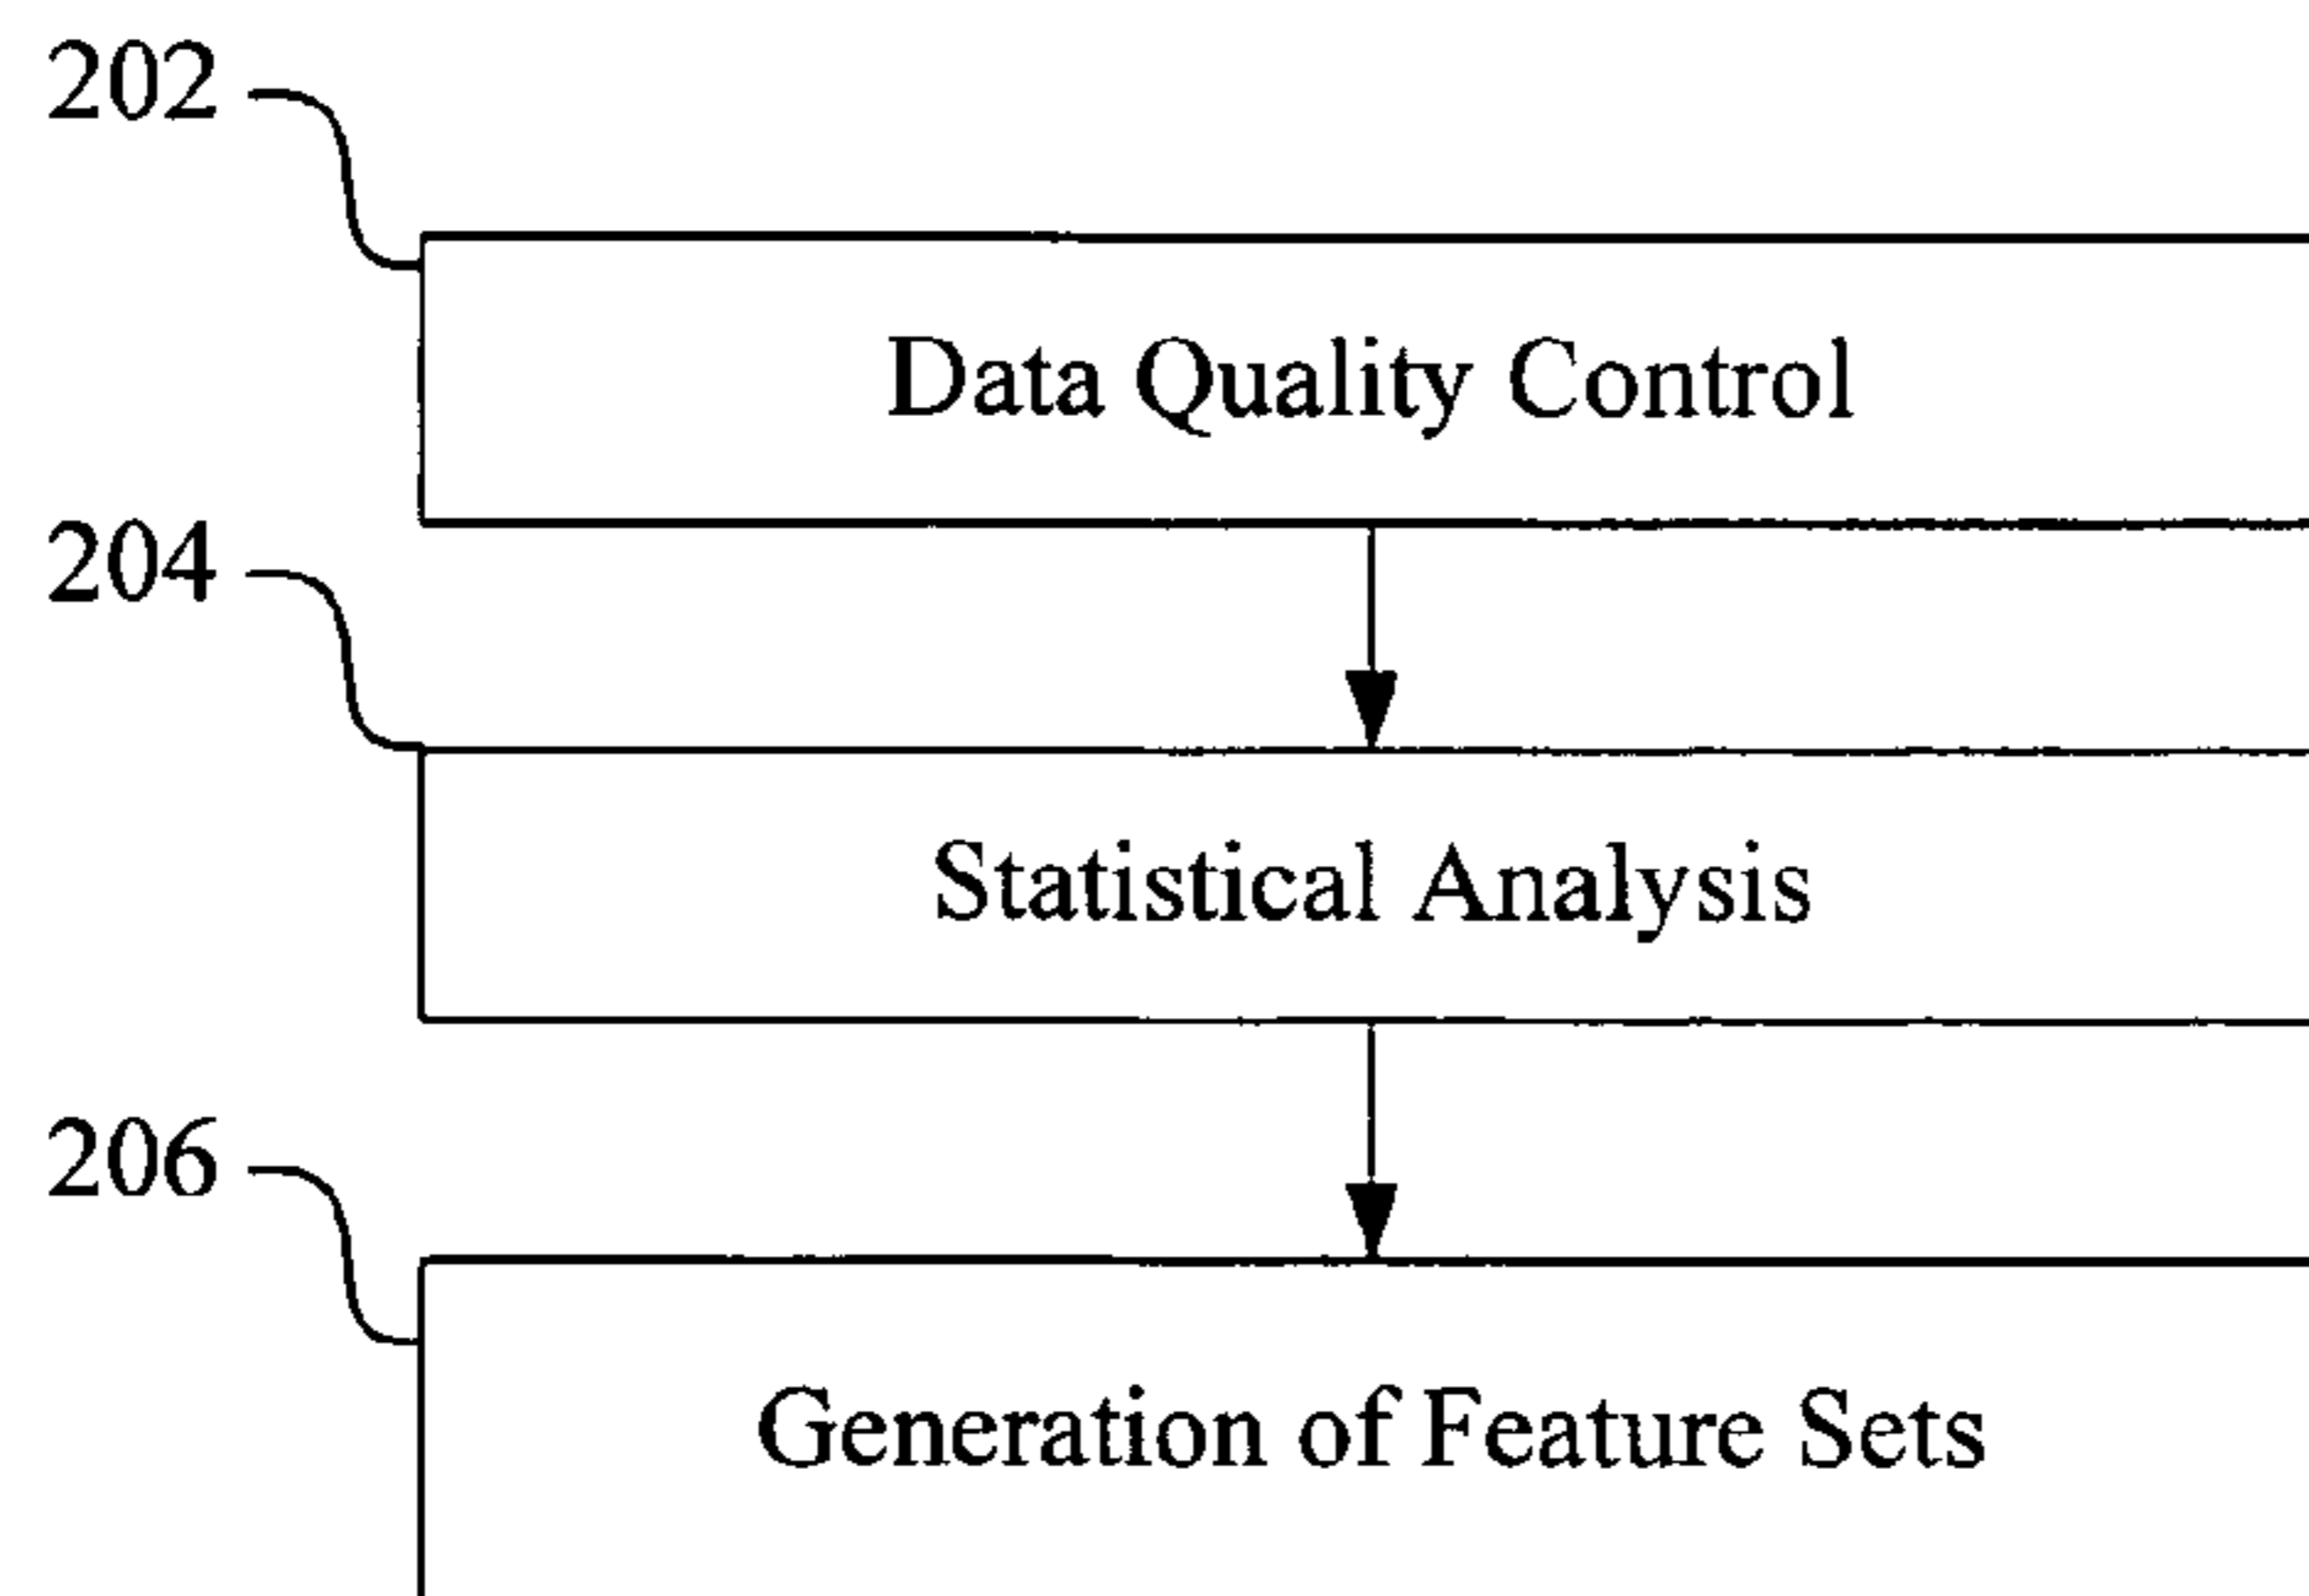 202
Data Quality Control
204
Statistical Analysis
206
Generation of Feature Sets